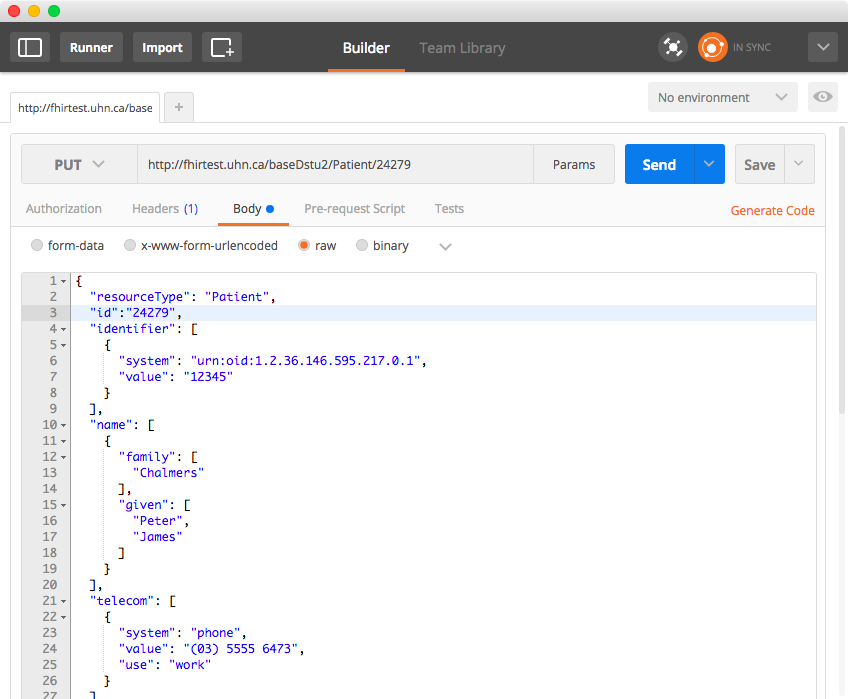 Runner Import Builder Team Library IN SYNC
http://fhirtest.uhn.ca/base + No environment
PUT http://fhirtest.uhn.ca/baseDstu2/Patient/24279 Params Send Save
Authorization Headers (1) Body Pre-request Script Tests Generate Code
form-data x-www-form-urlencoded raw binary
1 {
2 "resourceType": "Patient",
3 "id":"24279",
4 "identifier": [
5 {
6 "system": "urn:oid:1.2.36.146.595.217.0.1",
7 "value": "12345"
8 }
9 ],
10 "name": [
11 {
12 "family": [
13 "Chalmers"
14 ],
15 "given": [
16 "Peter",
17 "James"
18 ]
19 }
20 ],
21 "telecom": [
22 {
23 "system": "phone",
24 "value": "(03) 5555 6473",
25 "use": "work"
26 }
27 ]